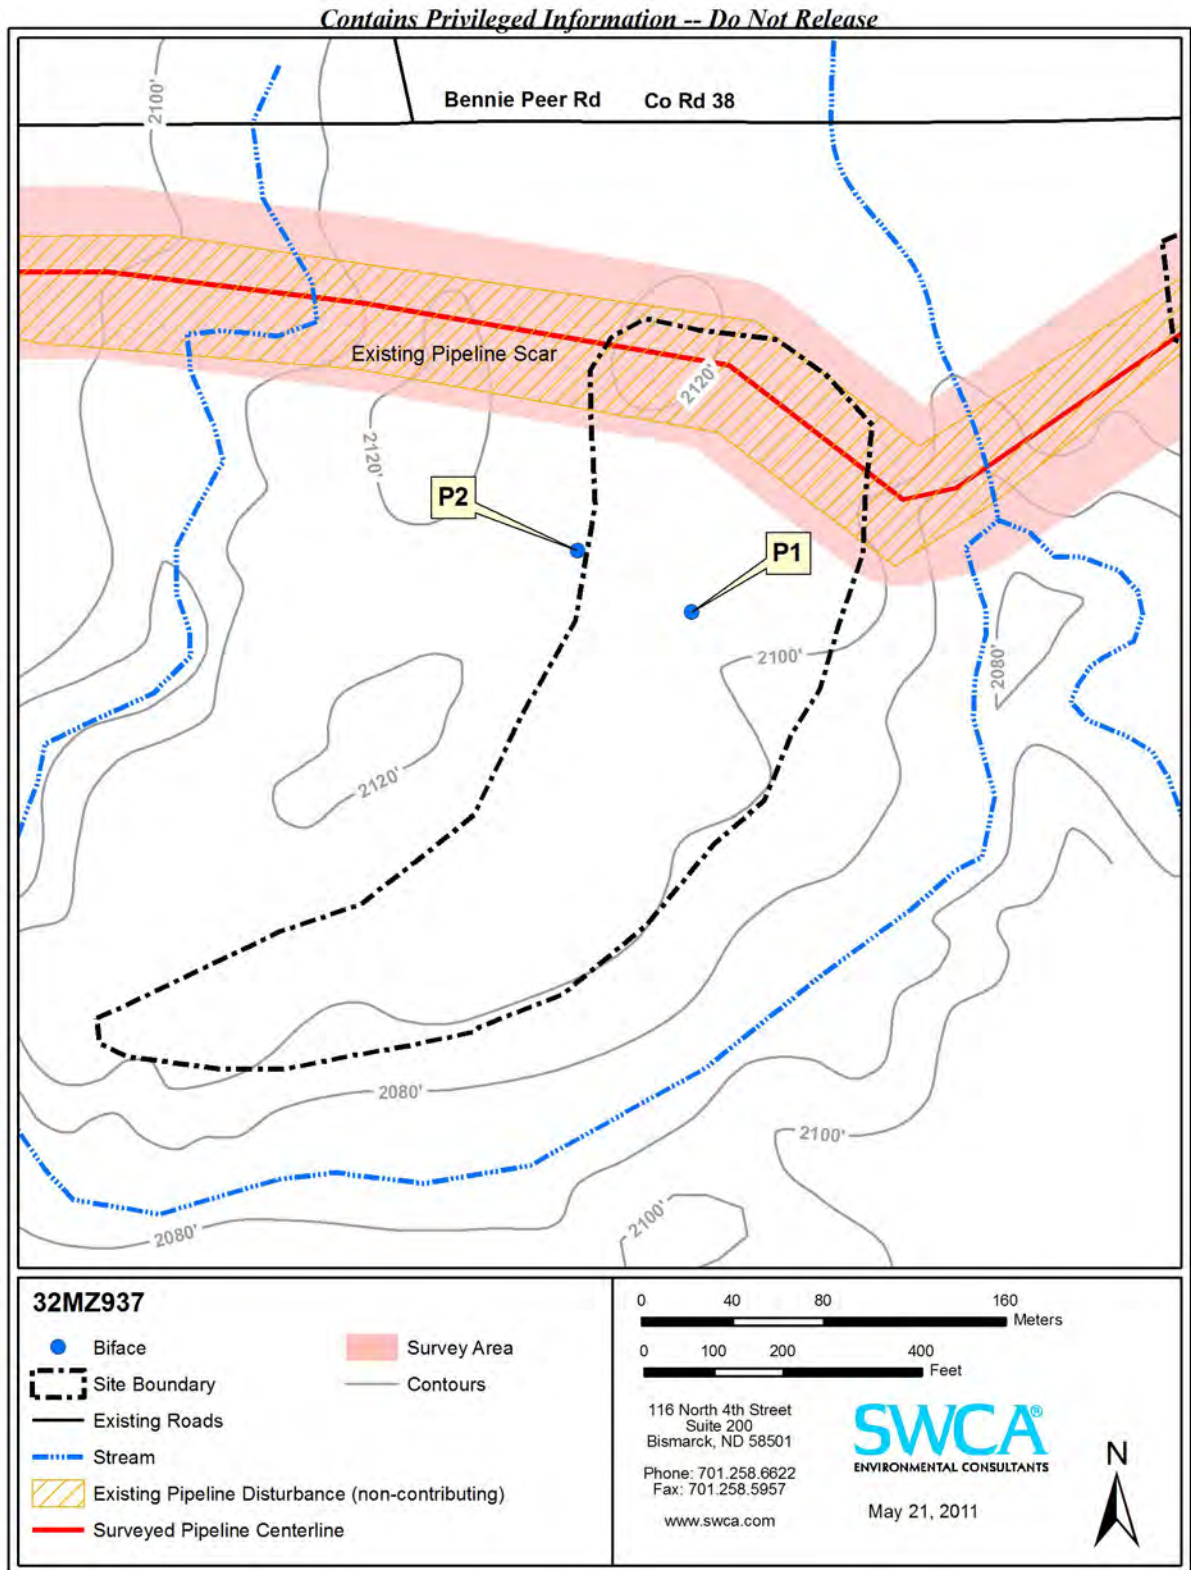 Contains Privileged Information -- Do Not Release
2100'
Bennie Peer Rd Co Rd 38
Existing Pipeline Scar
2120'
2120'
P2
P1
2100'
2080'
2120'
2080'
2100'
2080'
2100'
32MZ937
Biface
Site Boundary
Existing Roads
Stream
Existing Pipeline Disturbance (non-contributing)
Surveyed Pipeline Centerline
Survey Area
Contours
0 40 80 160
Meters
0 100 200 400
Feet
116 North 4th Street
Suite 200
Bismarck, ND 58501
Phone: 701.258.6622
Fax: 701.258.5957
www.swca.com
SWCA®
ENVIRONMENTAL CONSULTANTS
May 21, 2011
N